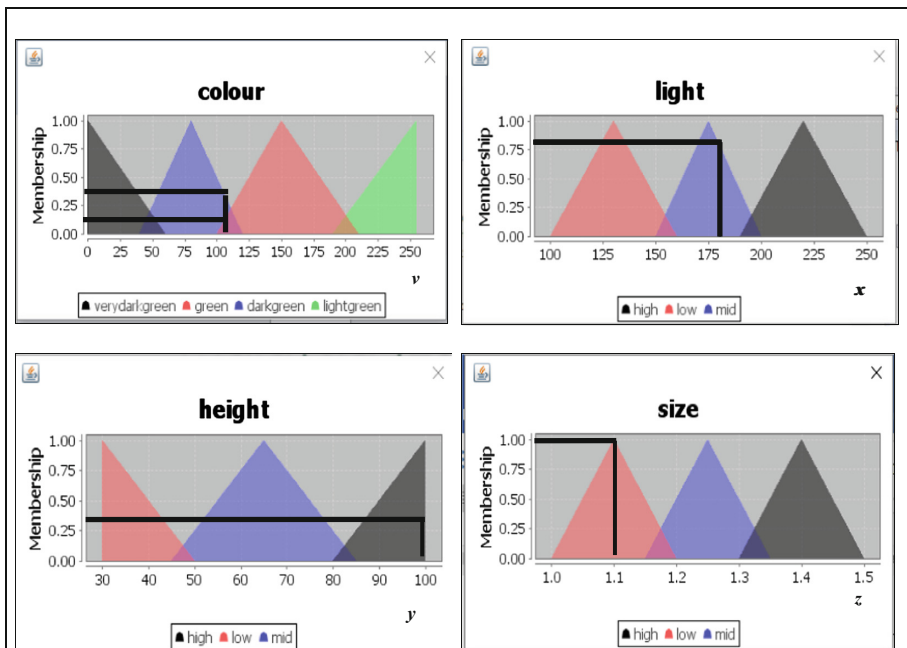 colour
Membership
1.00
0.75
0.50
0.25
0.00
0 25 50 75 100 125 150 175 200 225 250
v
verydarkgreen green darkgreen lightgreen
light
Membership
1.00
0.75
0.50
0.25
0.00
100 125 150 175 200 225 250
x
high low mid
height
Membership
1.00
0.75
0.50
0.25
0.00
30 40 50 60 70 80 90 100
y
high low mid
size
Membership
1.00
0.75
0.50
0.25
0.00
1.0 1.1 1.2 1.3 1.4 1.5
z
high low mid